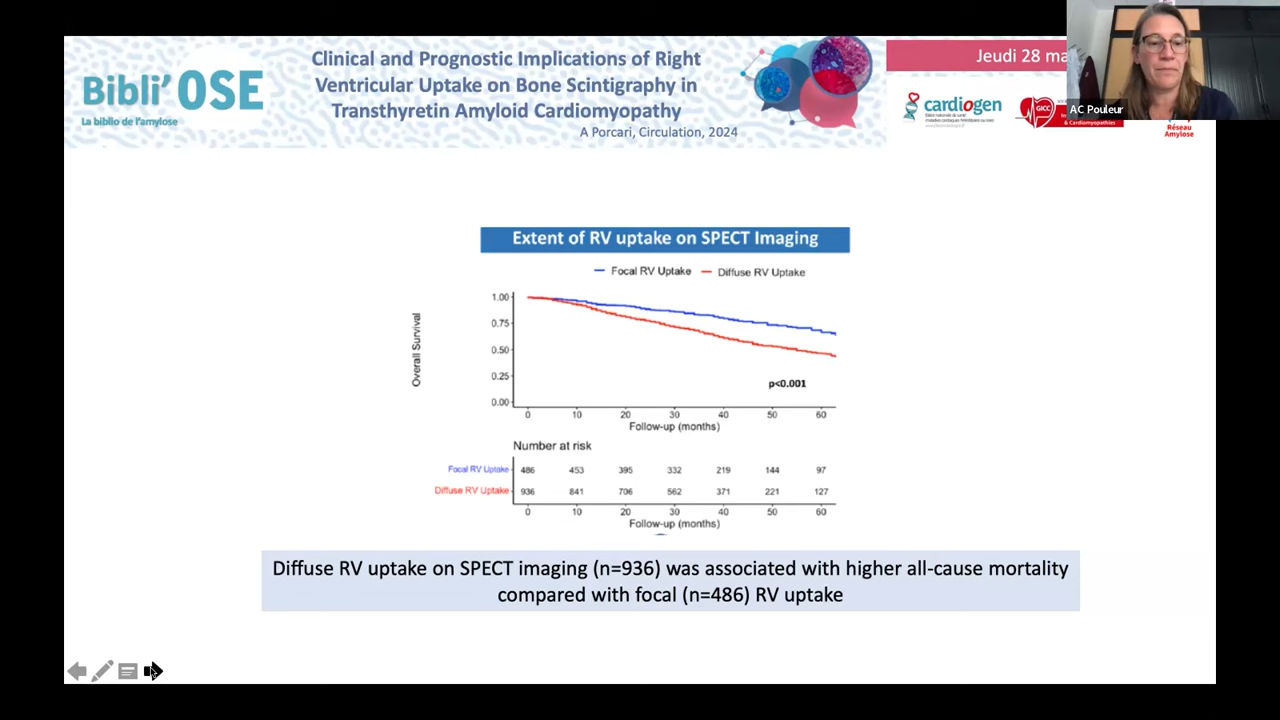 Bibli' OSE
La biblio de l'amylose
Clinical and Prognostic Implications of Right
Ventricular Uptake on Bone Scintigraphy in
Transthyretin Amyloid Cardiomyopathy
A Porcari, Circulation, 2024
Jeudi 28 ma
cardiogen
GICC
& Cardiomyopathies
Réseau
Amylose
AC Pouleur
Extent of RV uptake on SPECT Imaging
Focal RV Uptake Diffuse RV Uptake
Overall Survival
1.00
0.75
0.50
0.25
0.00
p<0.001
0 10 20 30 40 50 60
Follow-up (months)
Number at risk
Focal RV Uptake 486 453 395 332 219 144 97
Diffuse RV Uptake 936 841 706 562 371 221 127
0 10 20 30 40 50 60
Follow-up (months)
Diffuse RV uptake on SPECT imaging (n=936) was associated with higher all-cause mortality
compared with focal (n=486) RV uptake